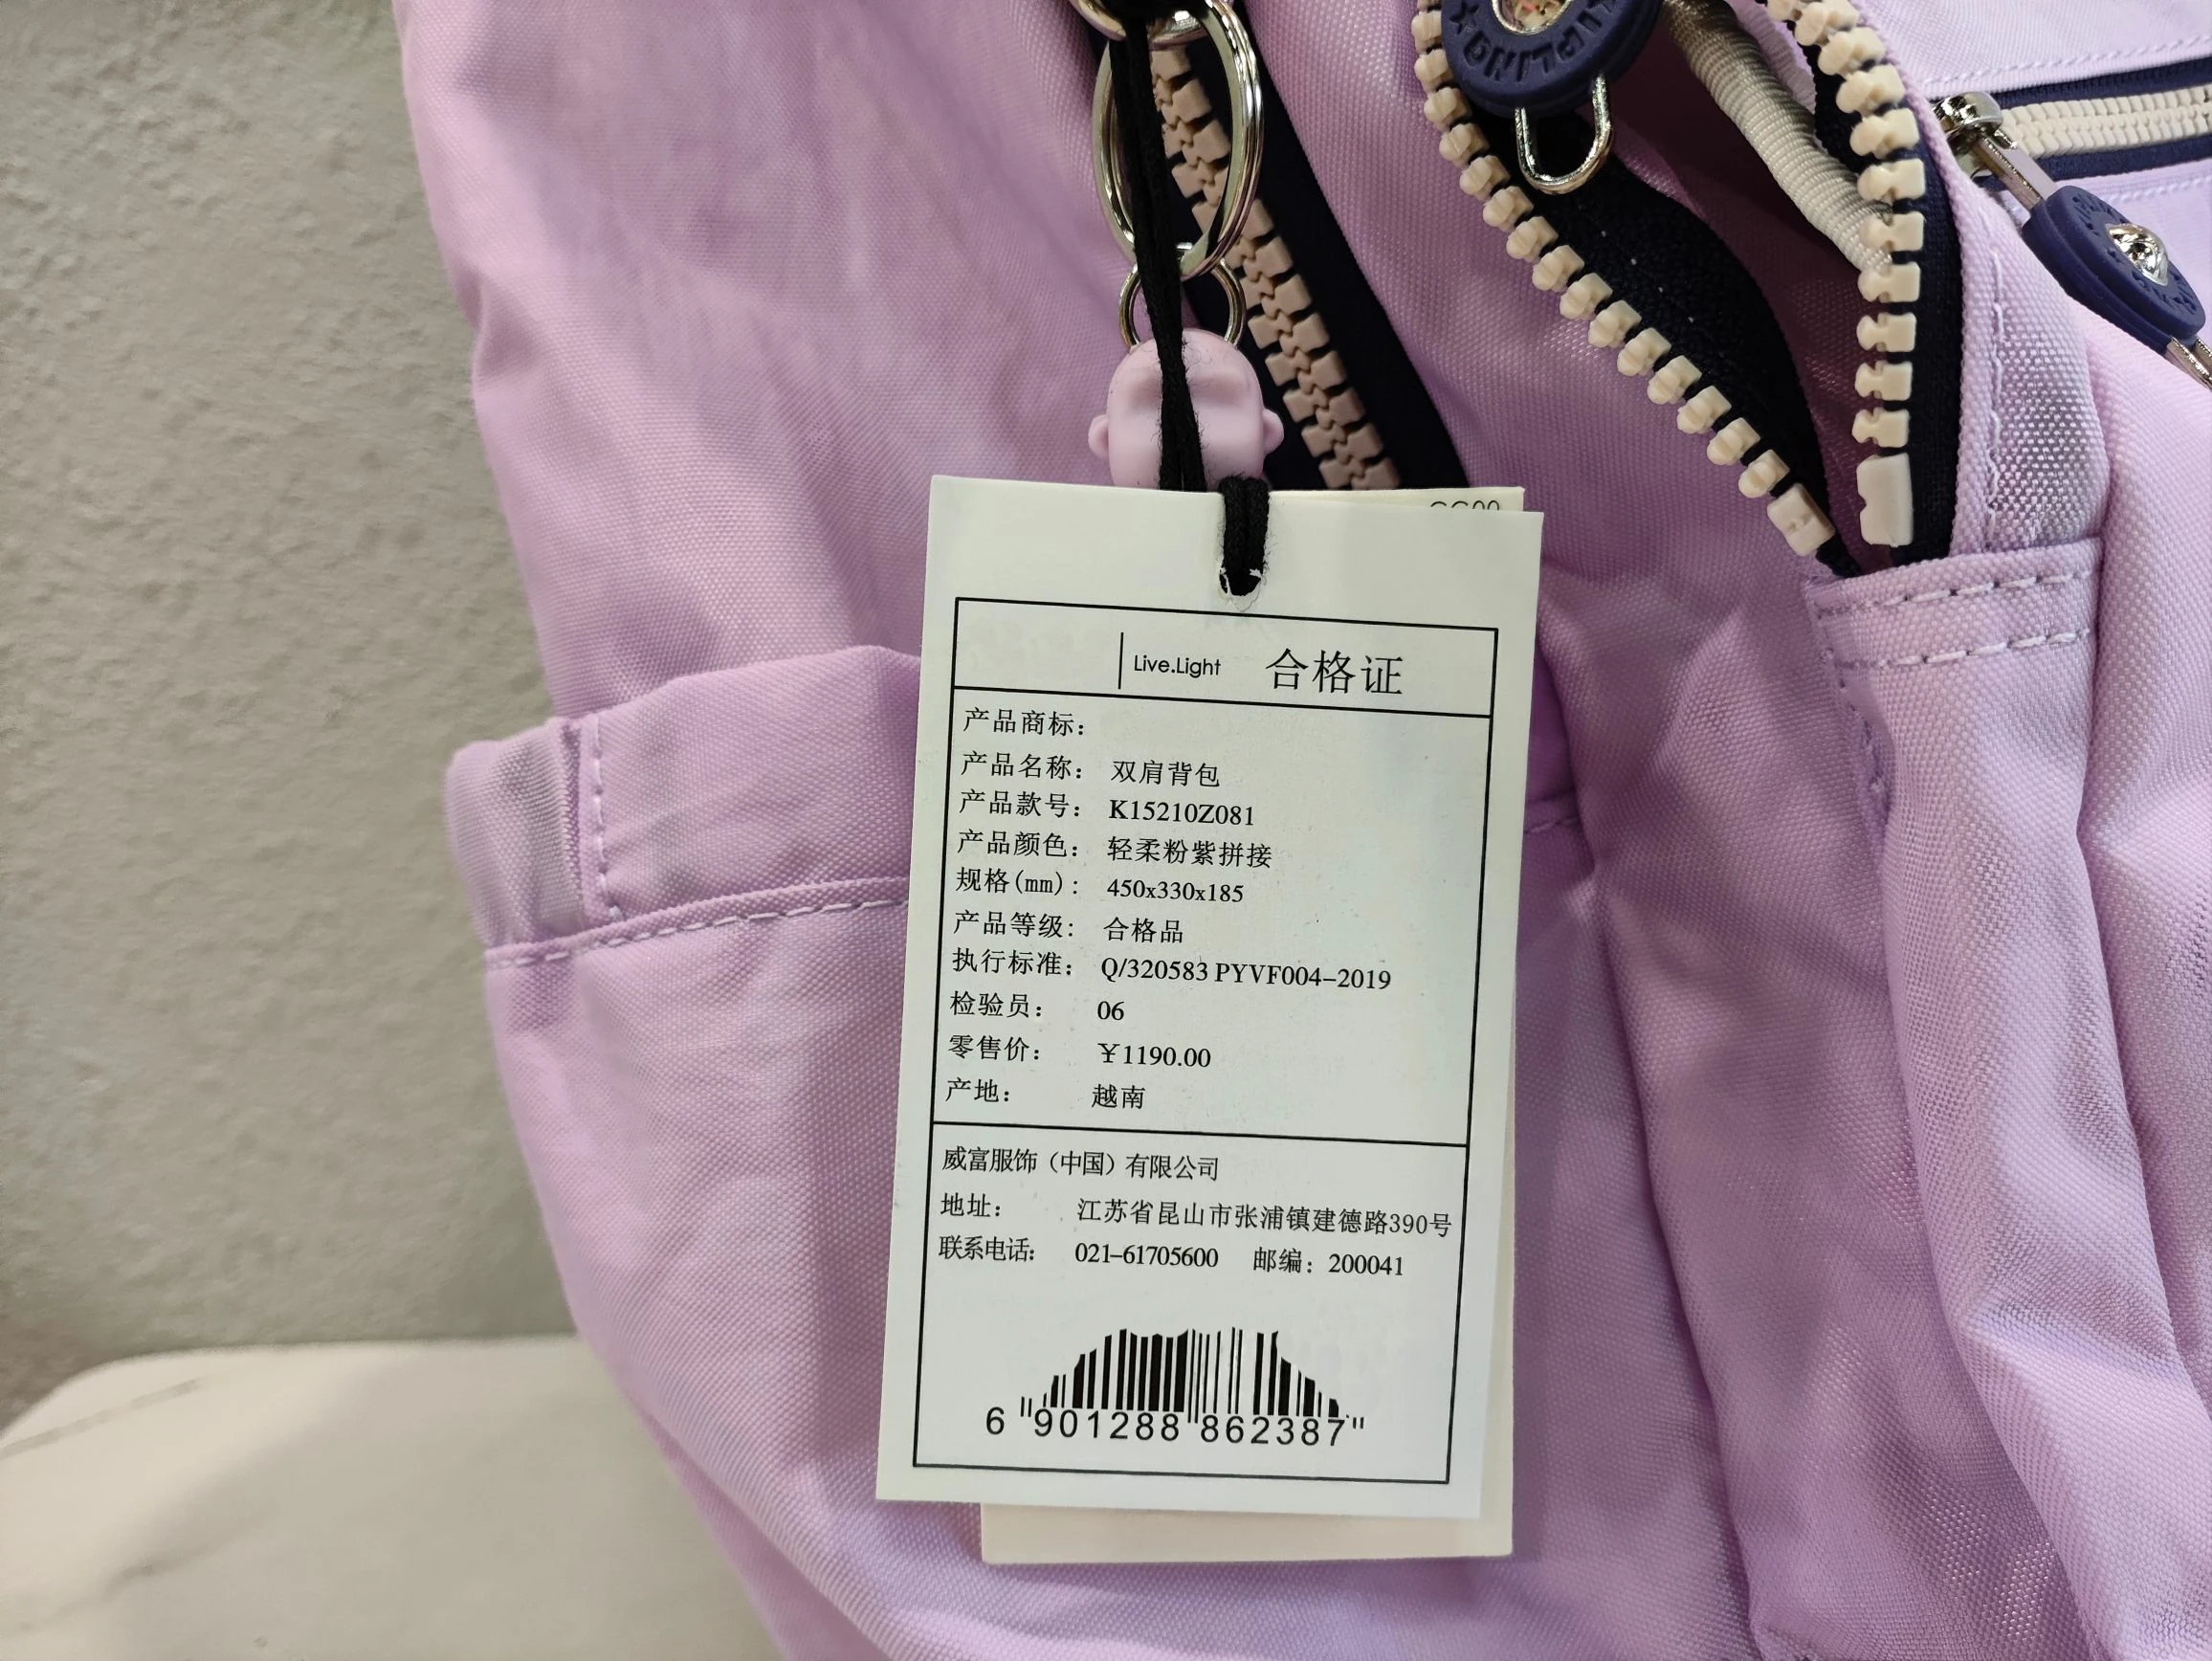 KIPLING
Live.Light 合格证
产品商标：
产品名称： 双肩背包
产品款号： K15210Z081
产品颜色： 轻柔粉紫拼接
规格(mm)： 450x330x185
产品等级： 合格品
执行标准： Q/320583 PYVF004-2019
检验员： 06
零售价： ￥1190.00
产地： 越南
威富服饰（中国）有限公司
地址： 江苏省昆山市张浦镇建德路390号
联系电话： 021-61705600 邮编：200041
6 "901288 "862387"